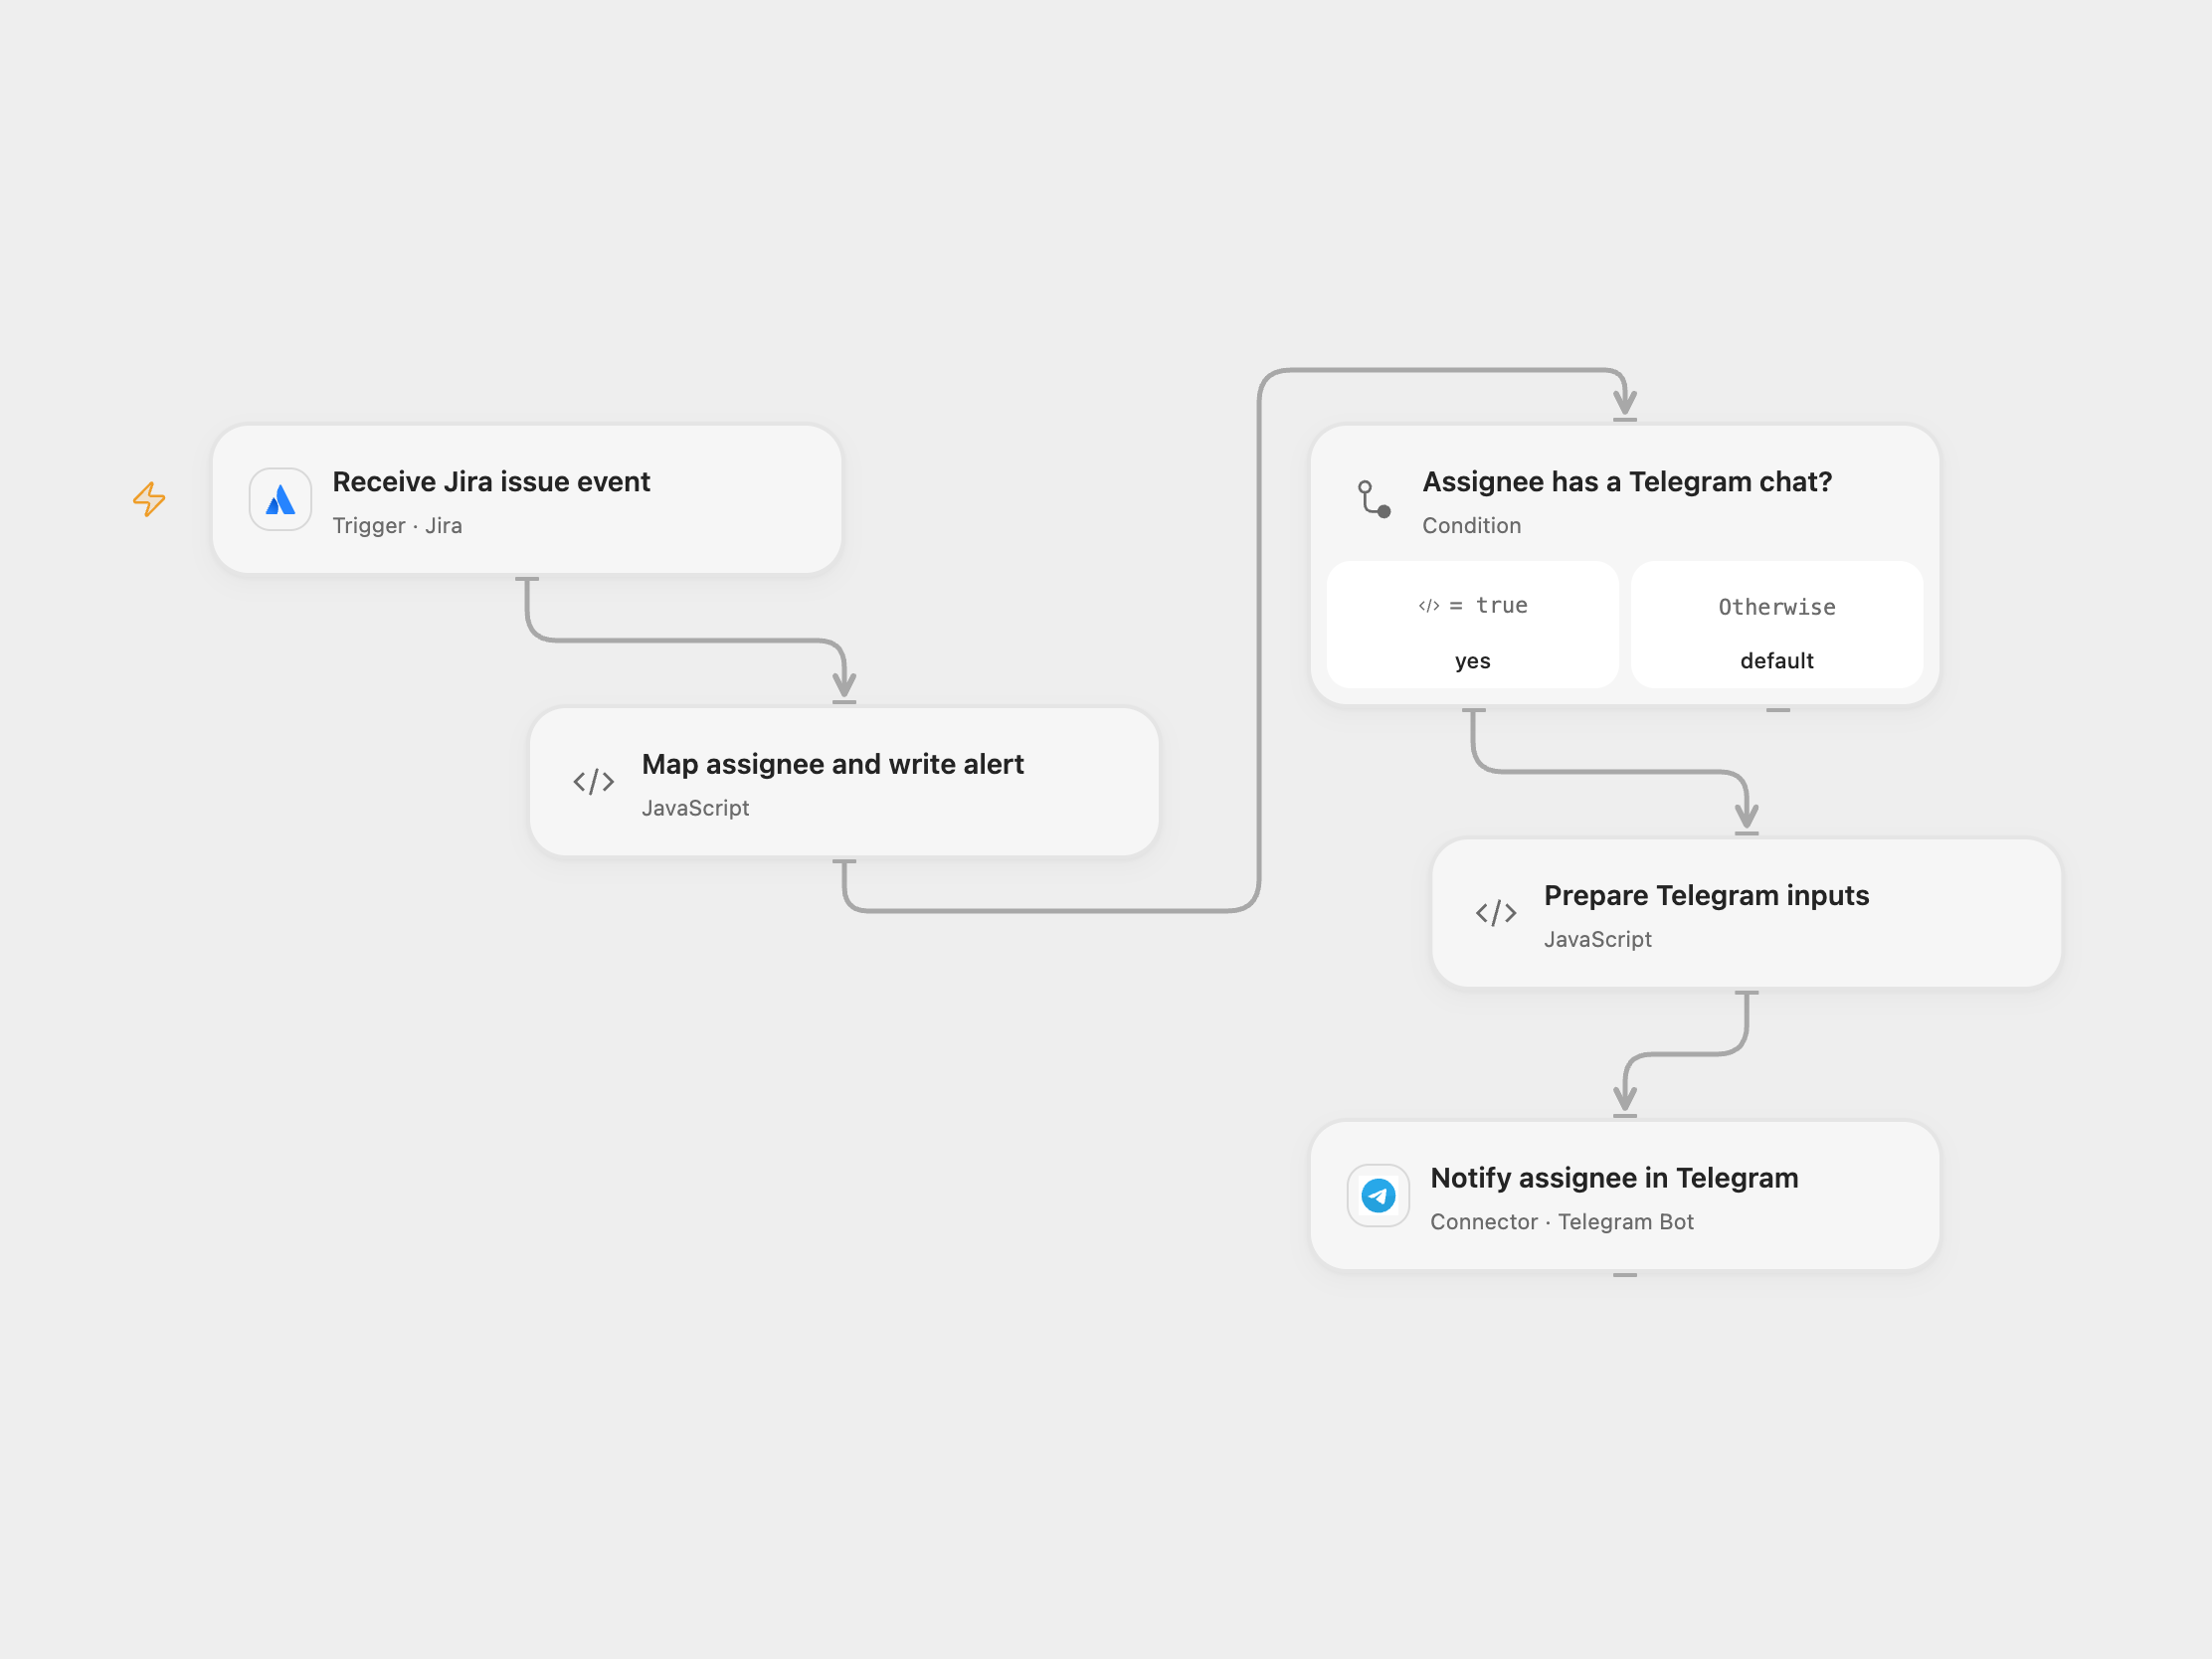 Receive Jira issue event
Trigger · Jira
Map assignee and write alert
JavaScript
Assignee has a Telegram chat?
Condition
</> = true
yes
Otherwise
default
Prepare Telegram inputs
JavaScript
Notify assignee in Telegram
Connector · Telegram Bot